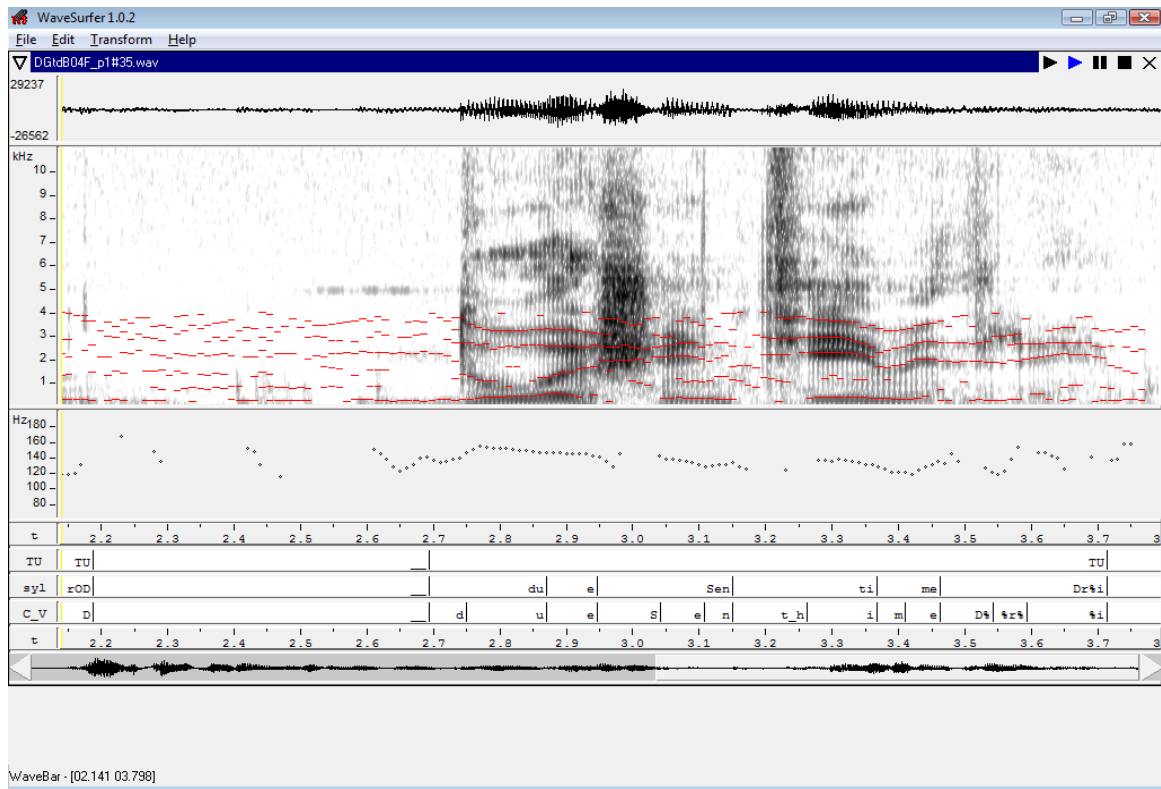 WaveSurfer 1.0.2
File Edit Transform Help
DGtdB04F_p1#35.wav
29237
-26562
kHz
10
9
8
7
6
5
4
3
2
1
Hz
180
160
140
120
100
80
t 2.2 2.3 2.4 2.5 2.6 2.7 2.8 2.9 3.0 3.1 3.2 3.3 3.4 3.5 3.6 3.7 3
TU TU __ TU
syl rOD __ du e Sen ti me Dr%i
C_V D __ d u e S e n t_h i m e D% %r% %i
t 2.2 2.3 2.4 2.5 2.6 2.7 2.8 2.9 3.0 3.1 3.2 3.3 3.4 3.5 3.6 3.7 3
WaveBar - [02.141 03.798]